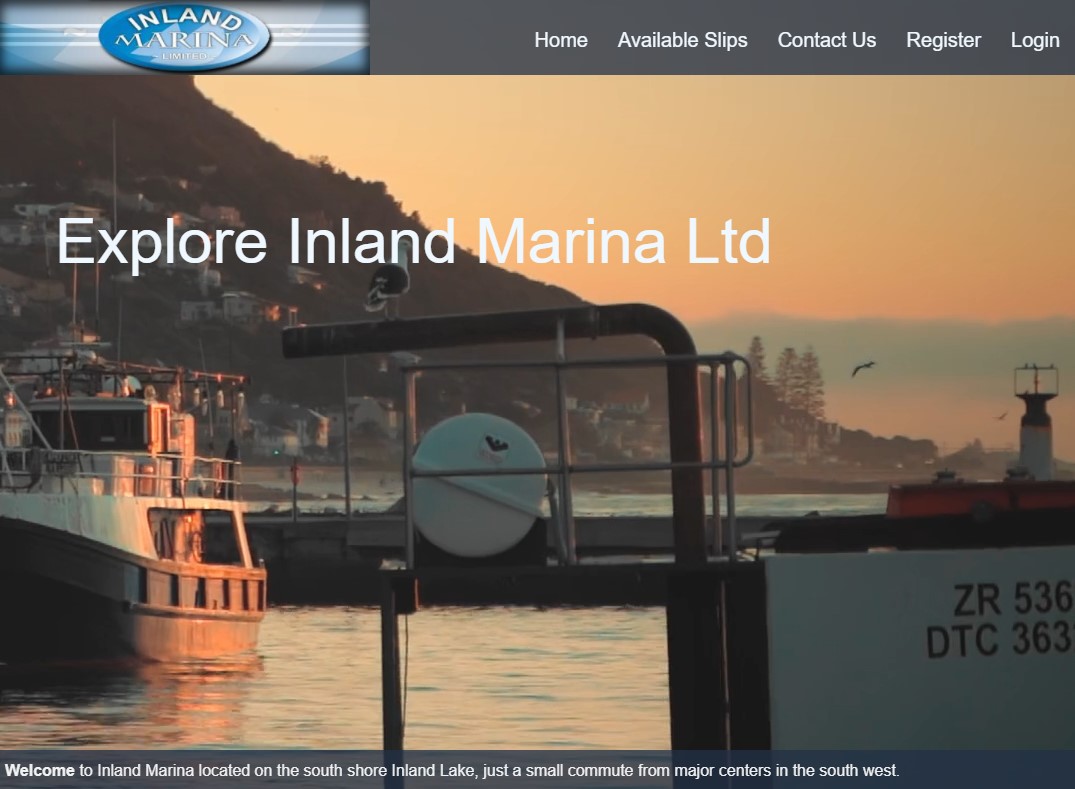 INLAND
MARINA
LIMITED
Home Available Slips Contact Us Register Login
Explore Inland Marina Ltd
ZR 536
DTC 363
Welcome to Inland Marina located on the south shore Inland Lake, just a small commute from major centers in the south west.